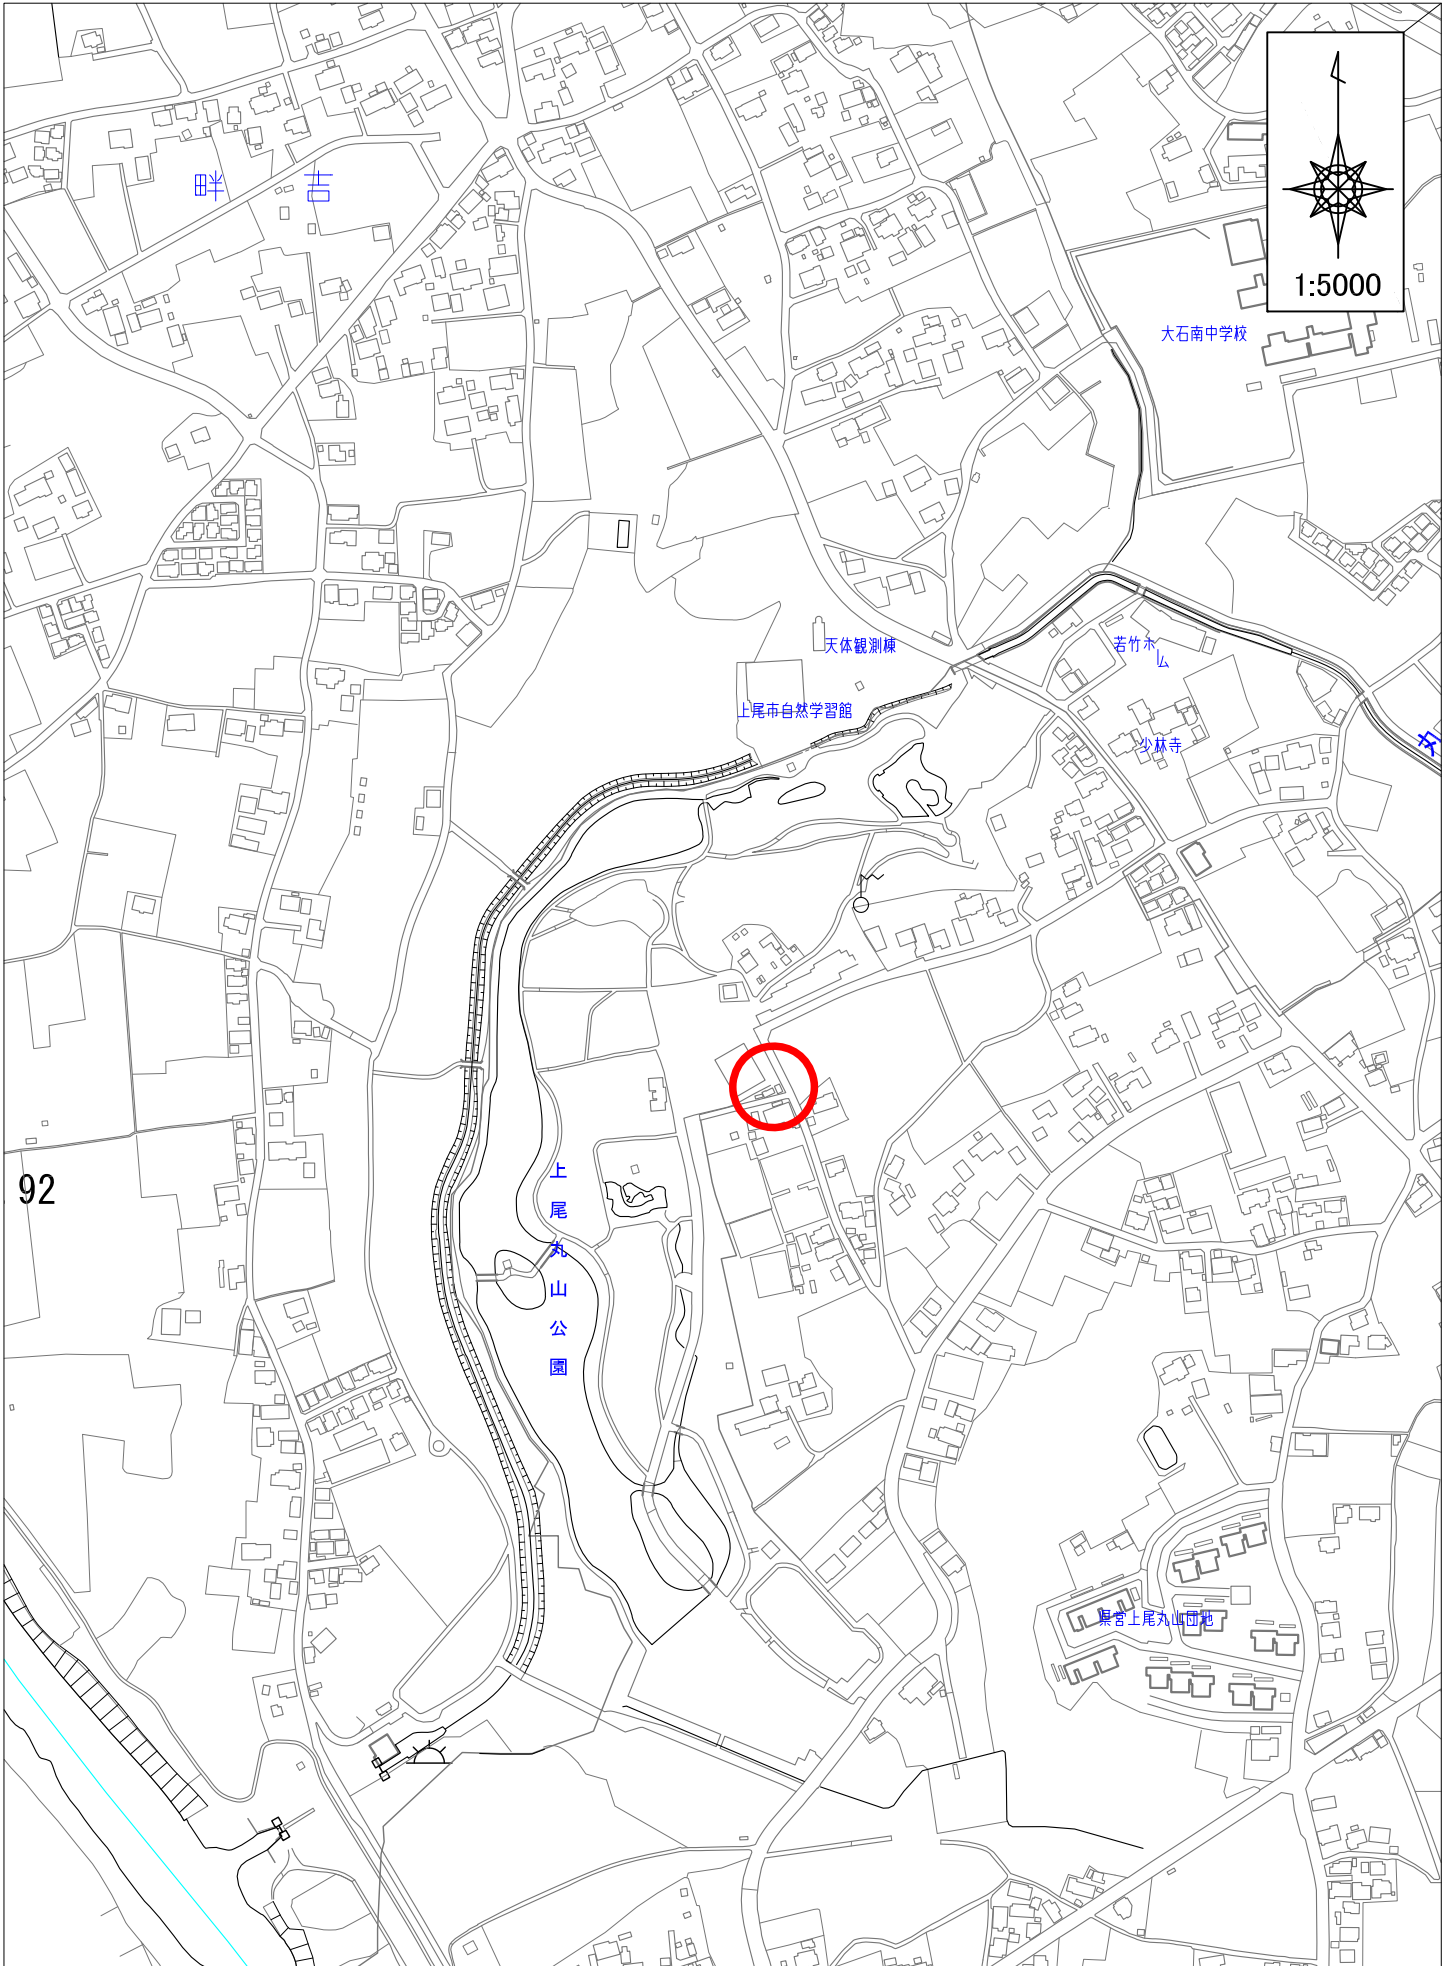 畔吉
1:5000
大石南中学校
天体観測棟
若竹ホーム
上尾市自然学習館
少林寺
丸
92
上尾丸山公園
県営上尾丸山団地